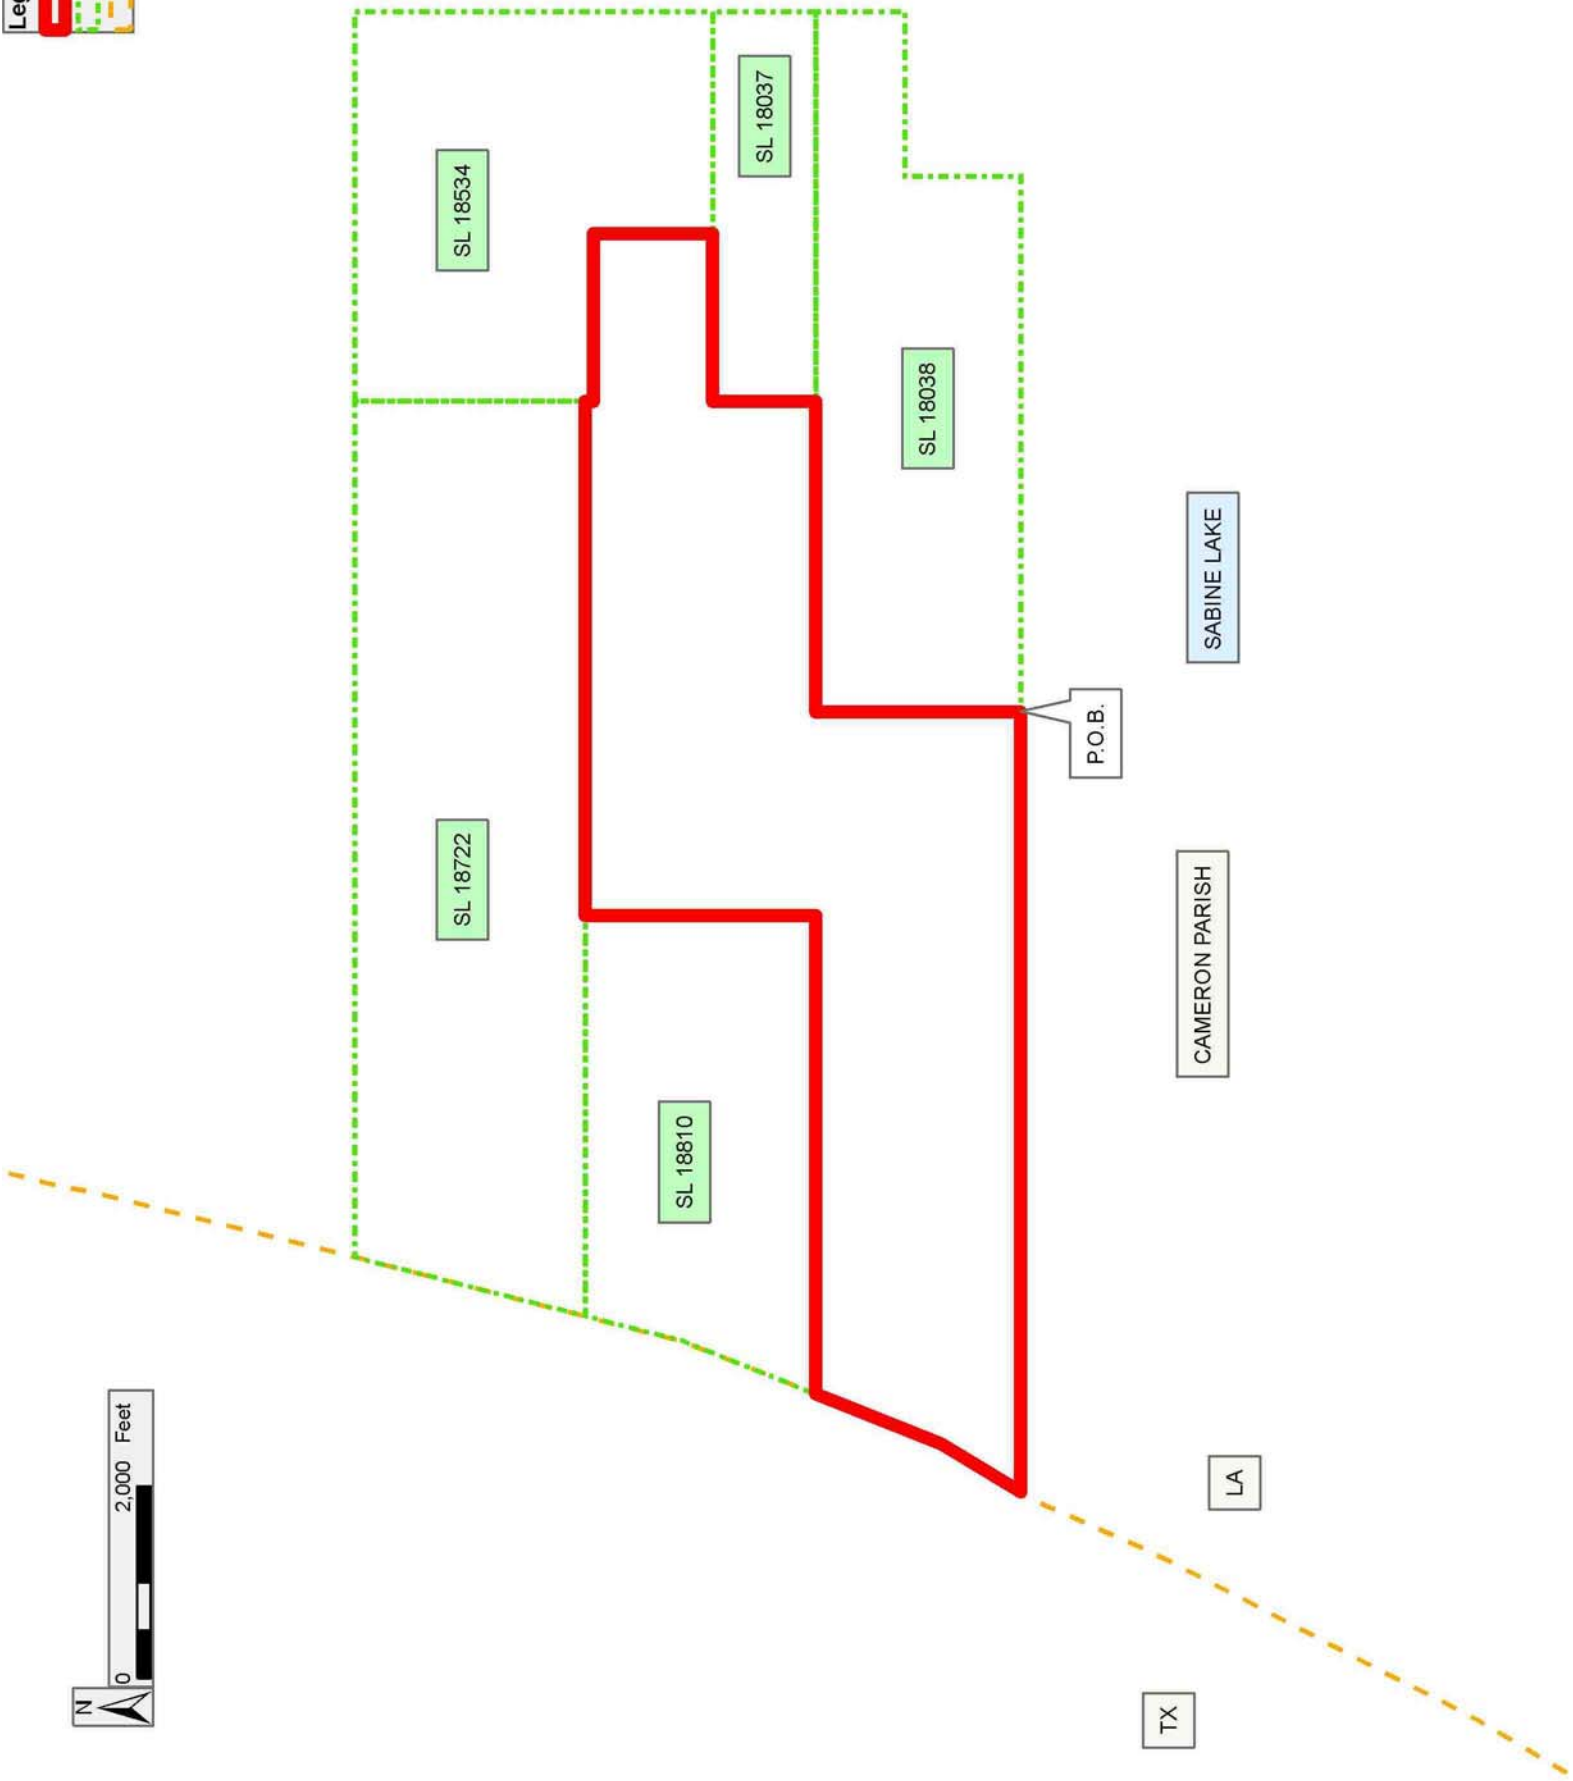 Leg
N
0 2,000 Feet
SL 18722
SL 18534
SL 18810
SL 18037
SL 18038
P.O.B.
TX
CAMERON PARISH
SABINE LAKE
LA